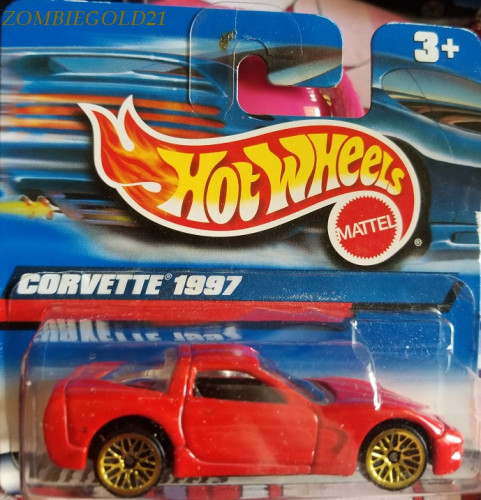 ZOMBIEGOLD21
3+
HOT WHEELS
MATTEL
®
CORVETTE® 1997